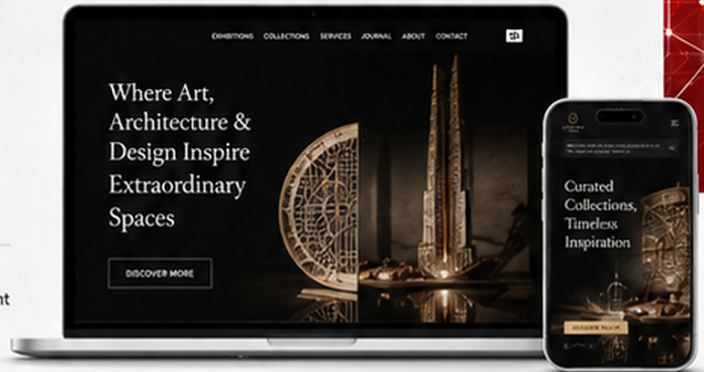 EXHIBITIONS COLLECTIONS SERVICES JOURNAL ABOUT CONTACT
Where Art,
Architecture &
Design Inspire
Extraordinary
Spaces
DISCOVER MORE
Curated
Collections,
Timeless
Inspiration